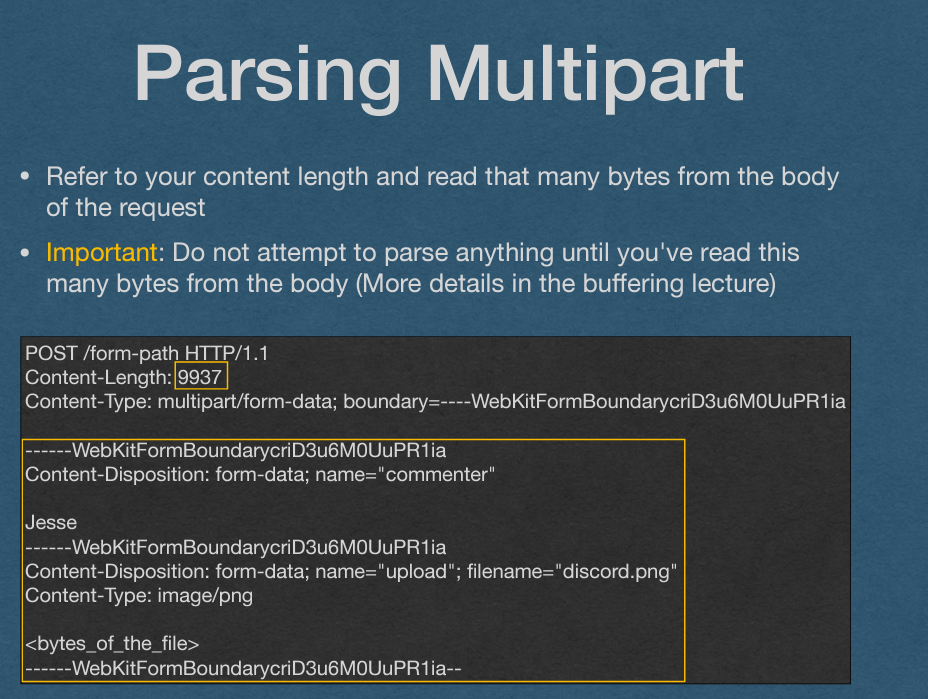 Parsing Multipart
• Refer to your content length and read that many bytes from the body
of the request
• Important: Do not attempt to parse anything until you've read this
many bytes from the body (More details in the buffering lecture)
POST /form-path HTTP/1.1
Content-Length: 9937
Content-Type: multipart/form-data; boundary=----WebKitFormBoundarycriD3u6M0UuPR1ia
------WebKitFormBoundarycriD3u6M0UuPR1ia
Content-Disposition: form-data; name="commenter"
Jesse
------WebKitFormBoundarycriD3u6M0UuPR1ia
Content-Disposition: form-data; name="upload"; filename="discord.png"
Content-Type: image/png
<bytes_of_the_file>
------WebKitFormBoundarycriD3u6M0UuPR1ia--